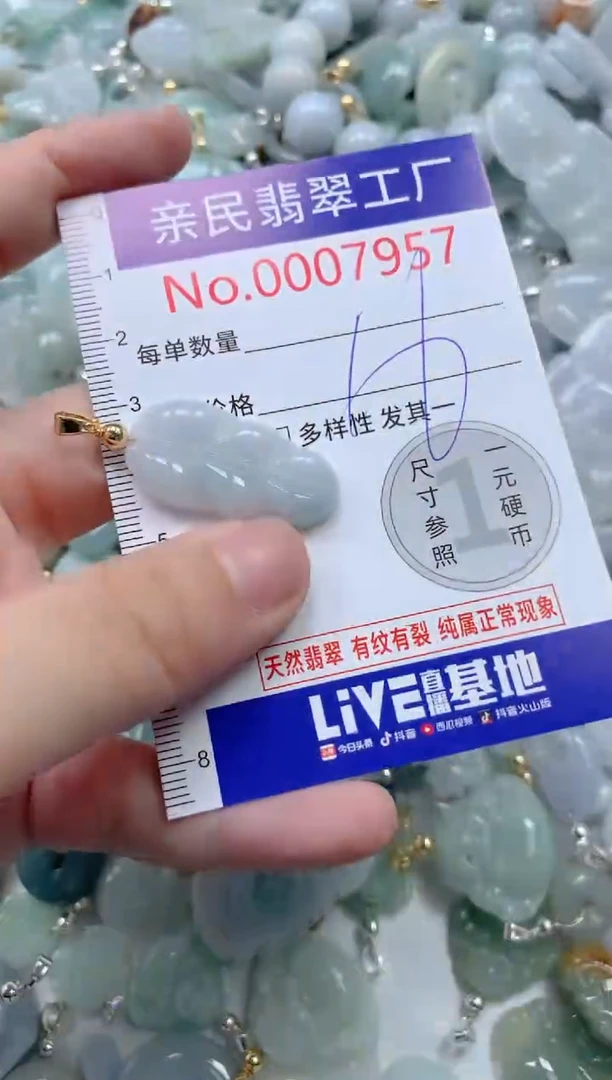 亲民翡翠工厂
No.0007957
0
1
2
每单数量
3
价格
多样性 发其一
1
尺寸参照
一元硬币
5
天然翡翠 有纹有裂 纯属正常现象
LiVE直播基地
8
今日头条 抖音 西瓜视频 抖音火山版